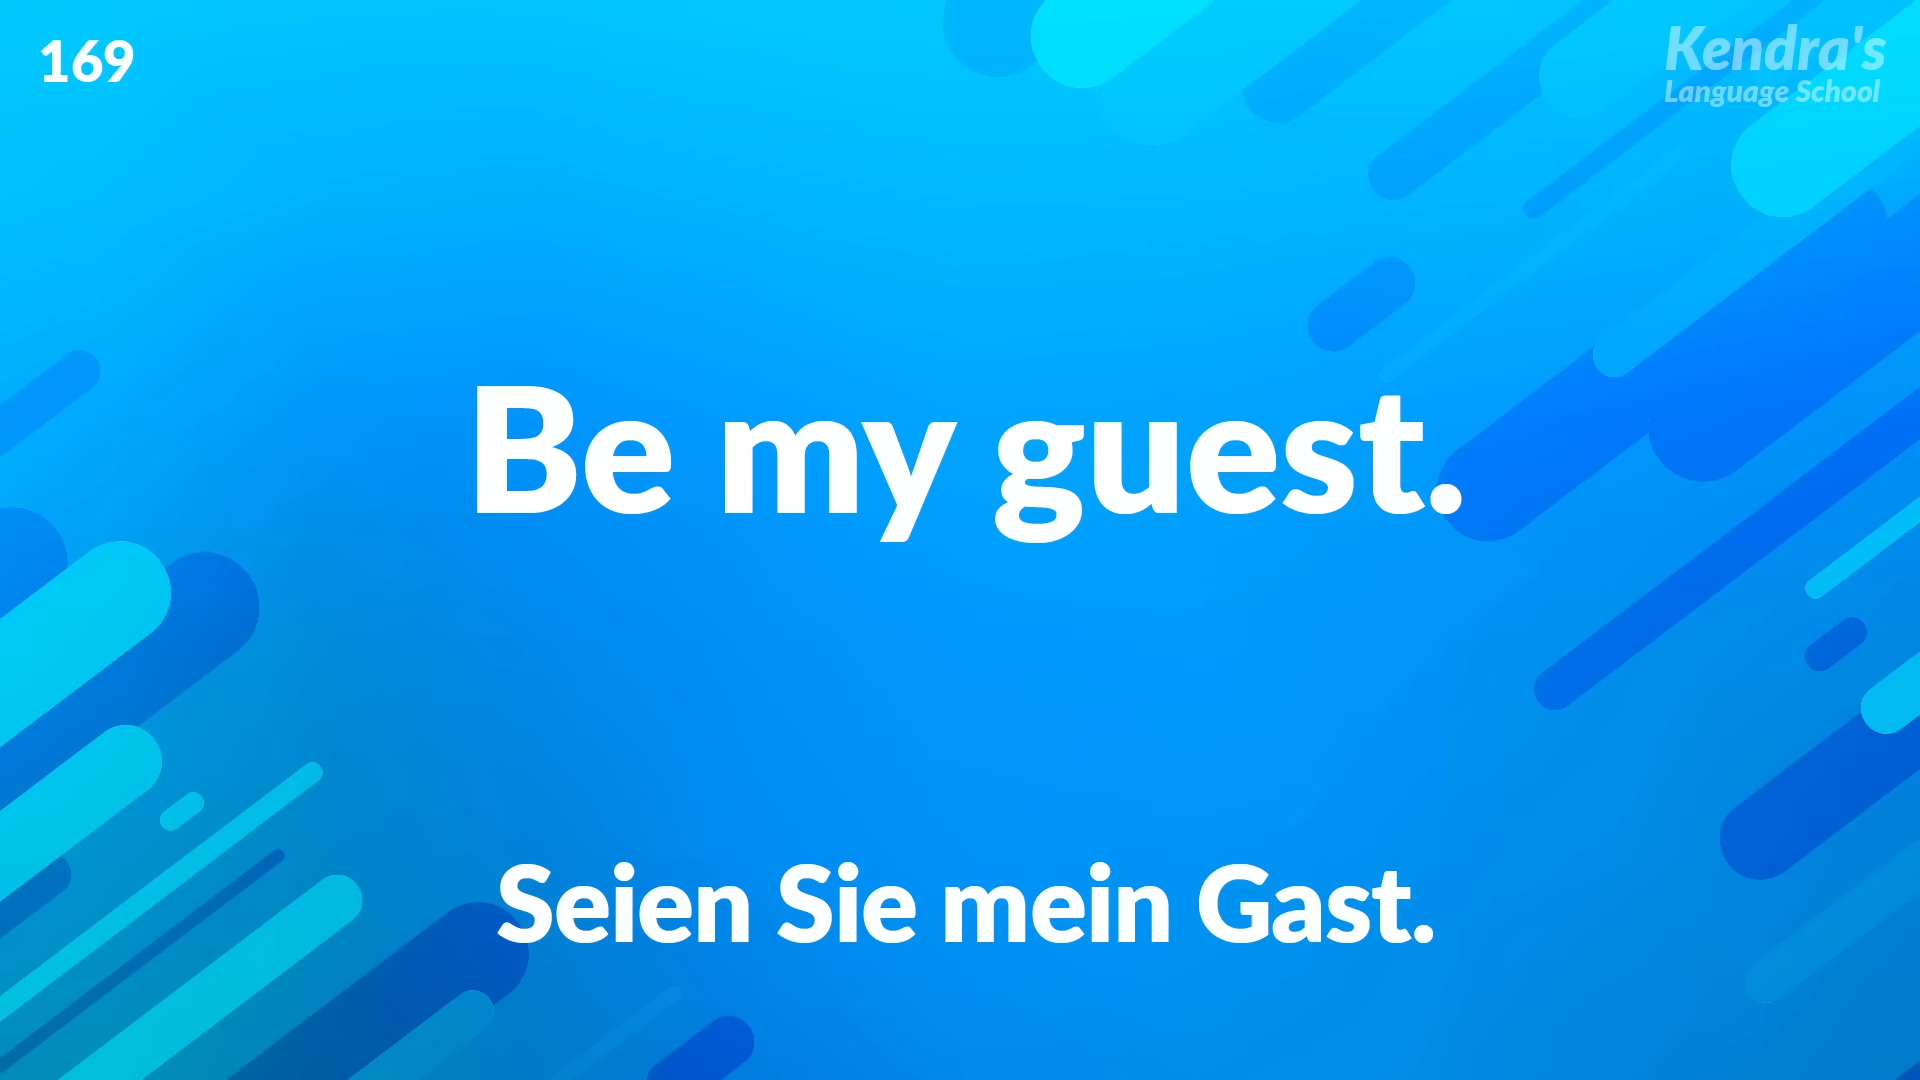 169
Kendra's
Language School
Be my guest.
Seien Sie mein Gast.